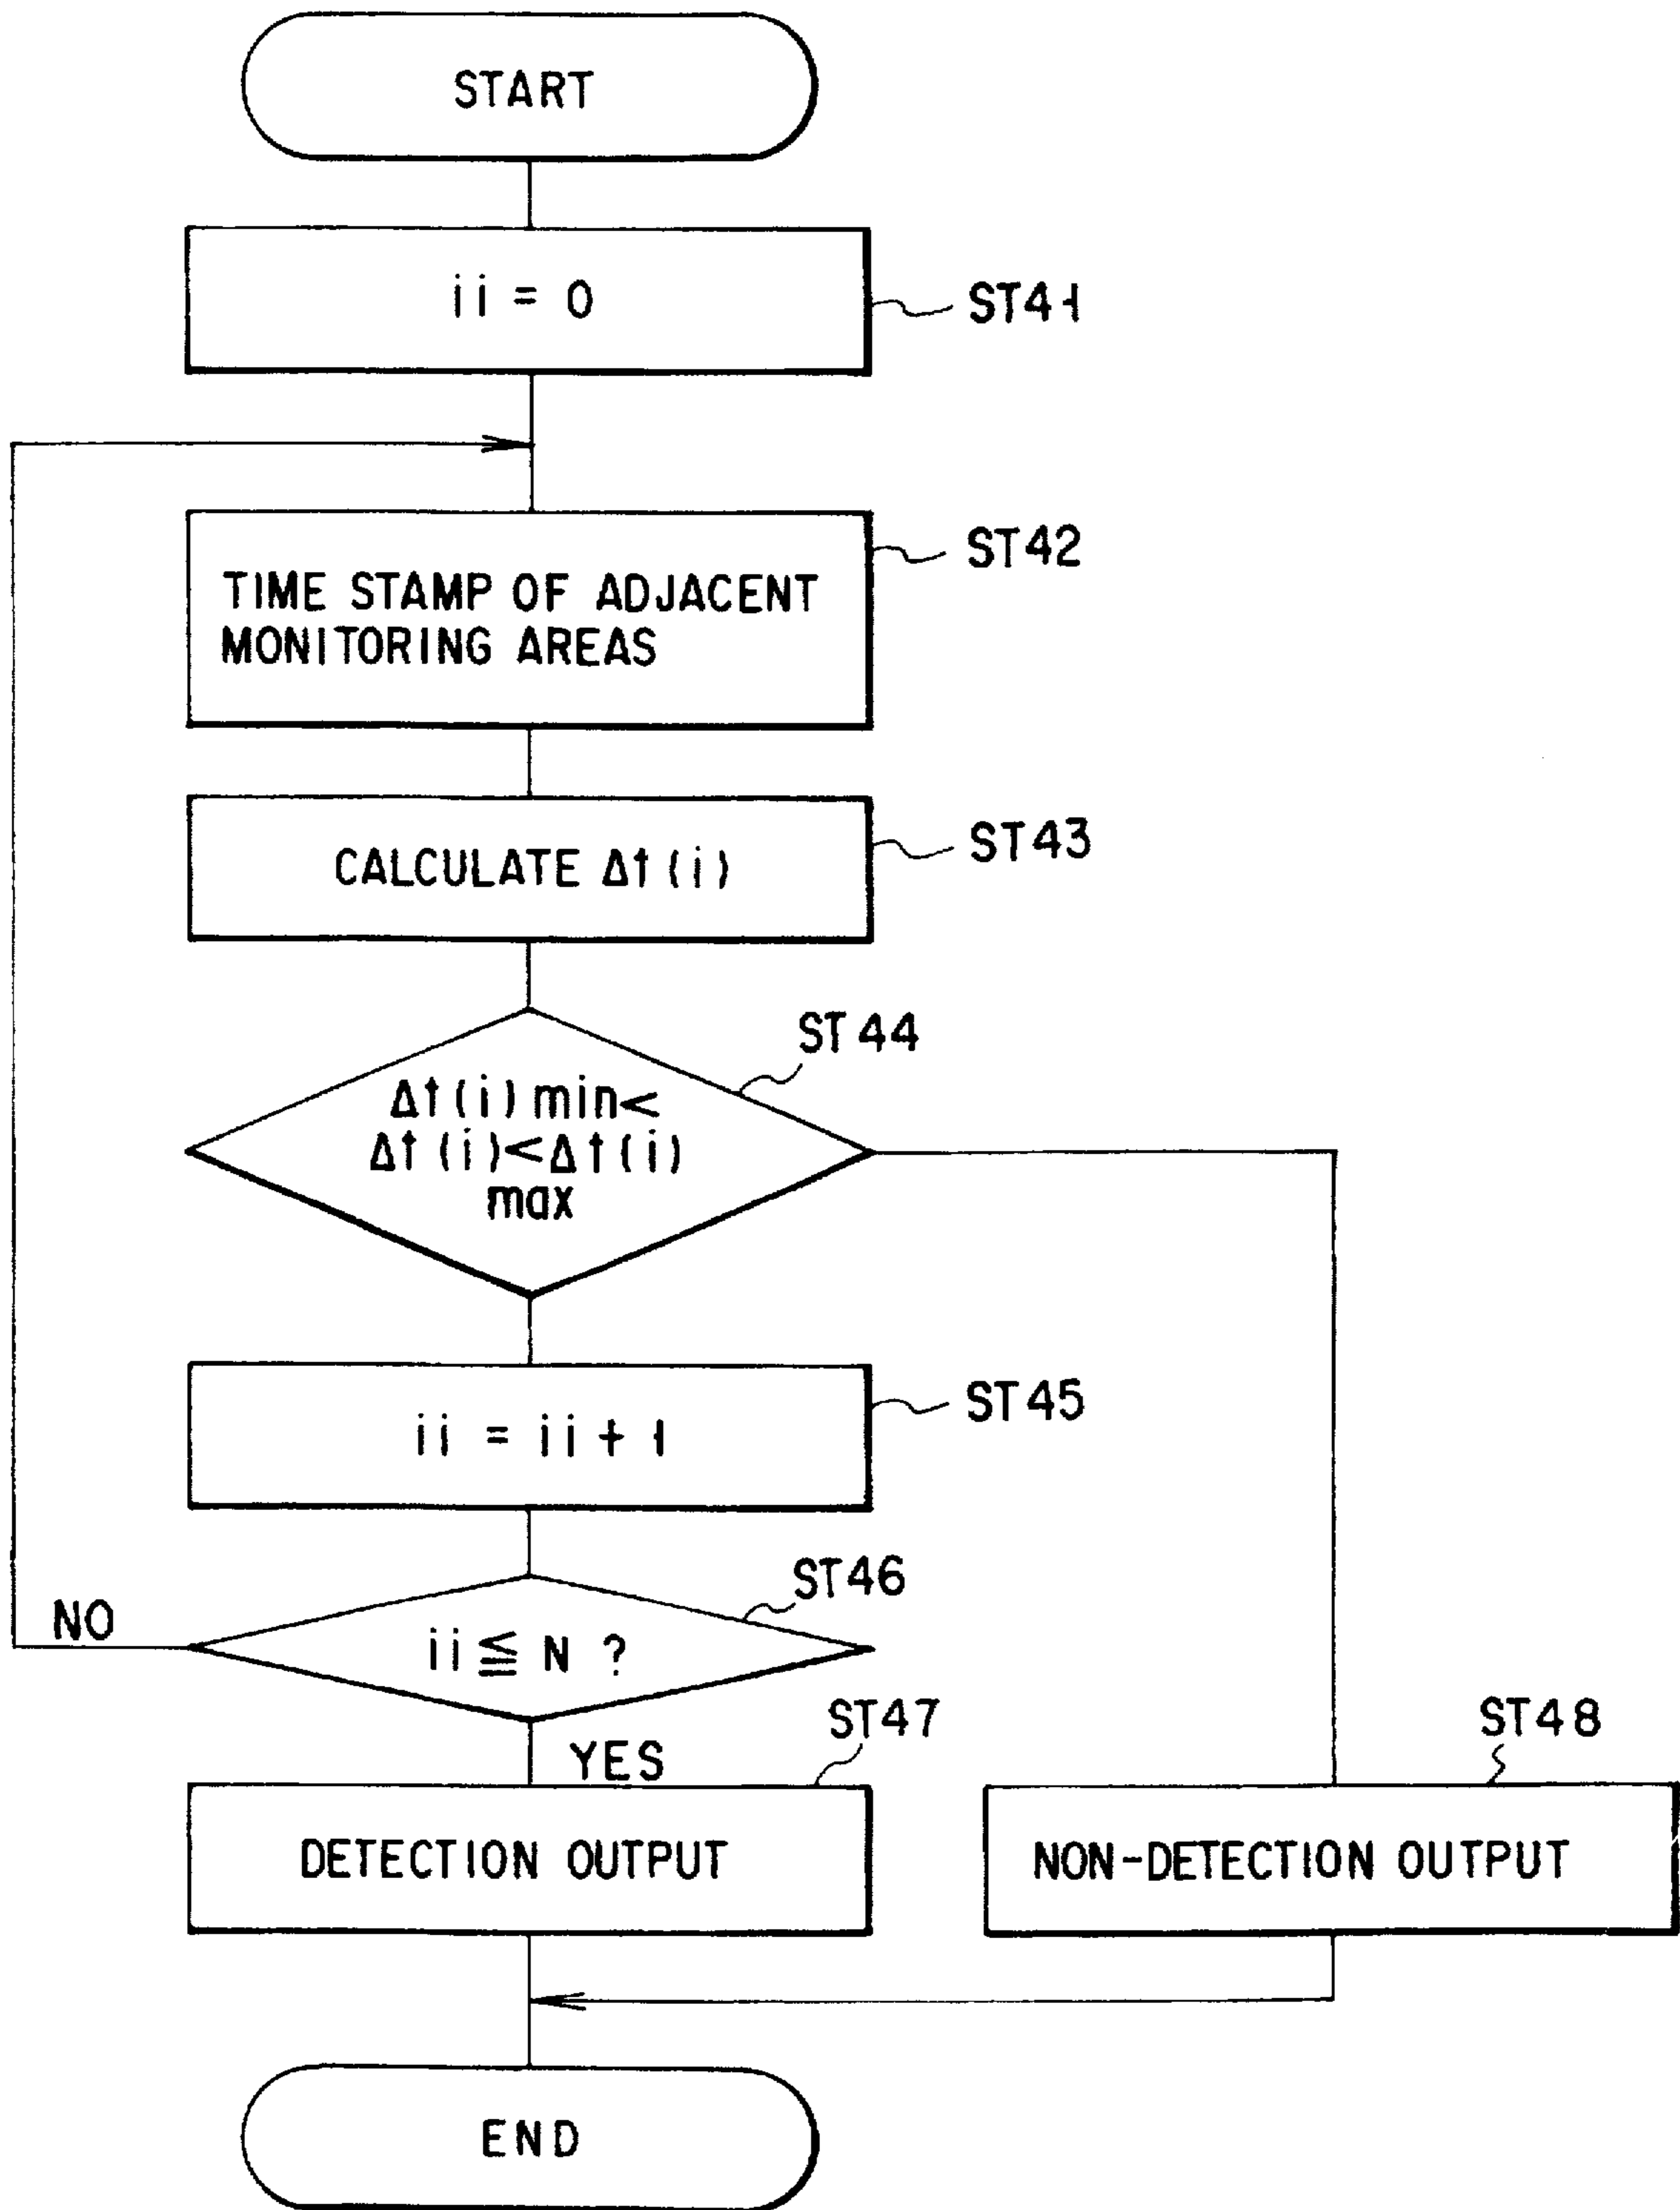 START
ii = 0
ST41
TIME STAMP OF ADJACENT
MONITORING AREAS
ST42
CALCULATE Δt(i)
ST43
Δt(i) min<
Δt(i)<Δt(i)
max
ST44
ii = ii + 1
ST45
ii ≦ N ?
ST46
NO
YES
DETECTION OUTPUT
ST47
NON-DETECTION OUTPUT
ST48
END